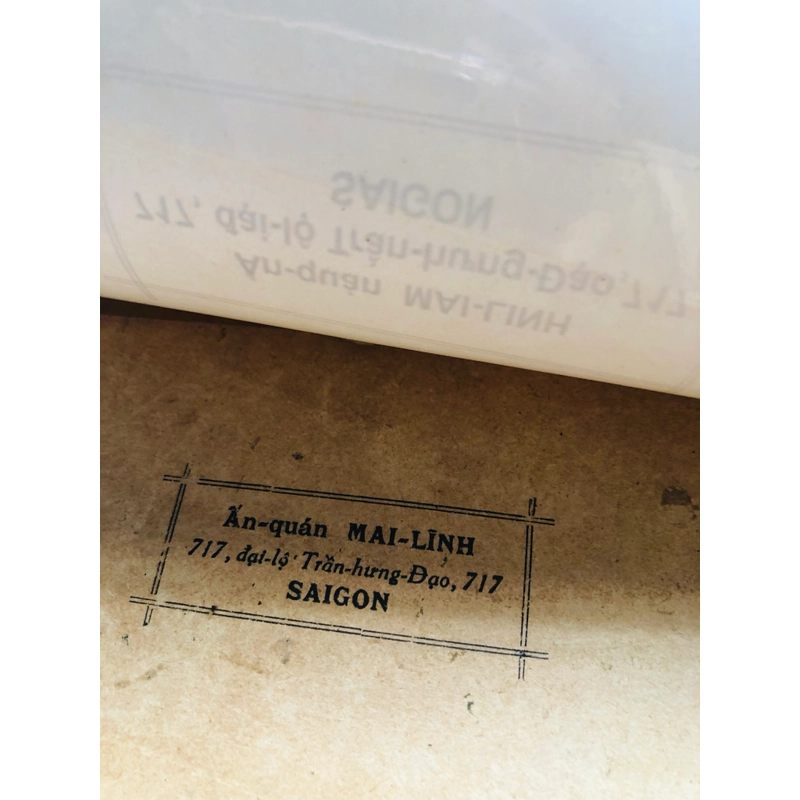 Ấn-quán MAI-LĨNH
717, đại-lộ Trần-hưng-Đạo, 717
SAIGON